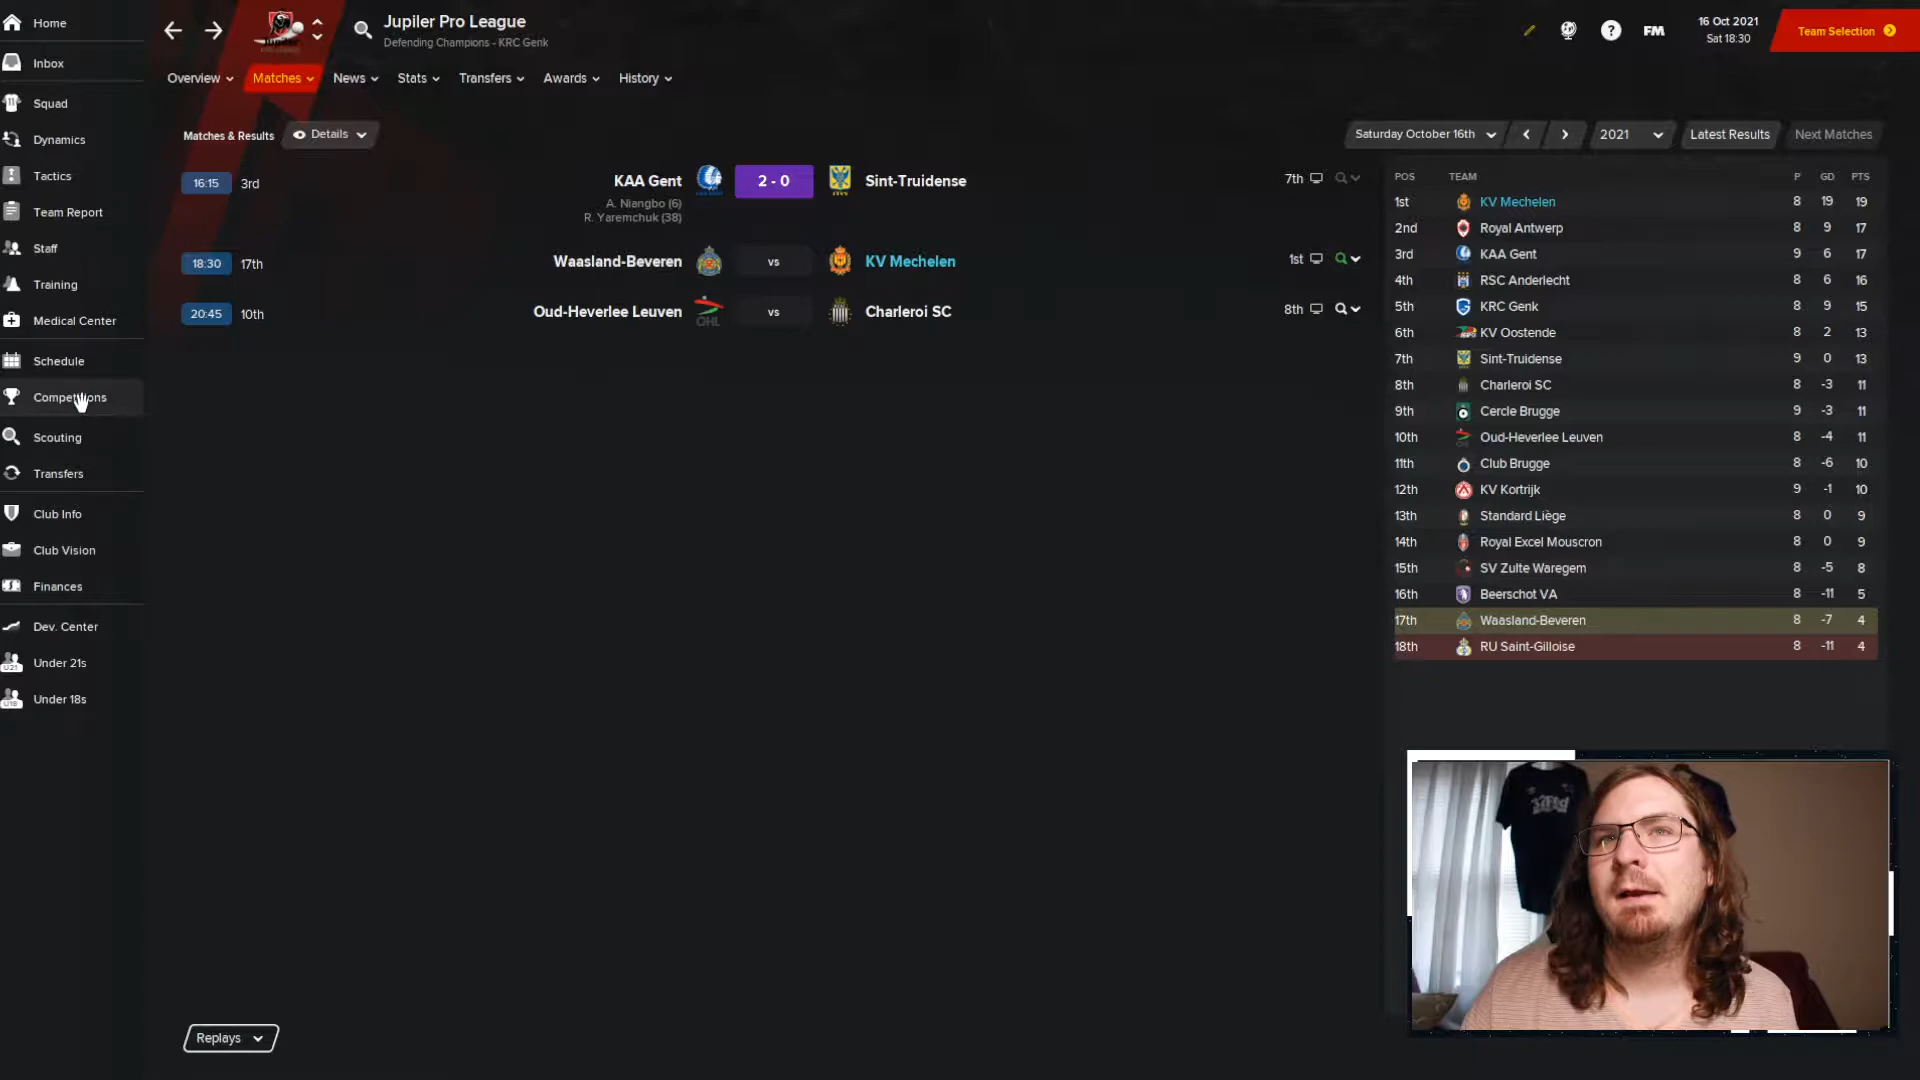 Home
Inbox
Squad
Dynamics
Tactics
Team Report
Staff
Training
Medical Center
Schedule
Competitions
Scouting
Transfers
Club Info
Club Vision
Finances
Dev. Center
U21 Under 21s
U18 Under 18s
Jupiler Pro League
Defending Champions - KRC Genk
FM
16 Oct 2021
Sat 18:30
Team Selection
Overview Matches News Stats Transfers Awards History
Matches & Results Details
Saturday October 16th 2021 Latest Results Next Matches
16:15 3rd KAA Gent 2 - 0 Sint-Truidense 7th
A. Niangbo (6)
R. Yaremchuk (38)
18:30 17th Waasland-Beveren vs KV Mechelen 1st
20:45 10th Oud-Heverlee Leuven OHL vs Charleroi SC 8th
POS TEAM P GD PTS
1st KV Mechelen 8 19 19
2nd Royal Antwerp 8 9 17
3rd KAA Gent 9 6 17
4th RSC Anderlecht 8 6 16
5th KRC Genk 8 9 15
6th KV Oostende 8 2 13
7th Sint-Truidense 9 0 13
8th Charleroi SC 8 -3 11
9th Cercle Brugge 9 -3 11
10th Oud-Heverlee Leuven 8 -4 11
11th Club Brugge 8 -6 10
12th KV Kortrijk 9 -1 10
13th Standard Liège 8 0 9
14th Royal Excel Mouscron 8 0 9
15th SV Zulte Waregem 8 -5 8
16th Beerschot VA 8 -11 5
17th Waasland-Beveren 8 -7 4
18th RU Saint-Gilloise 8 -11 4
Replays